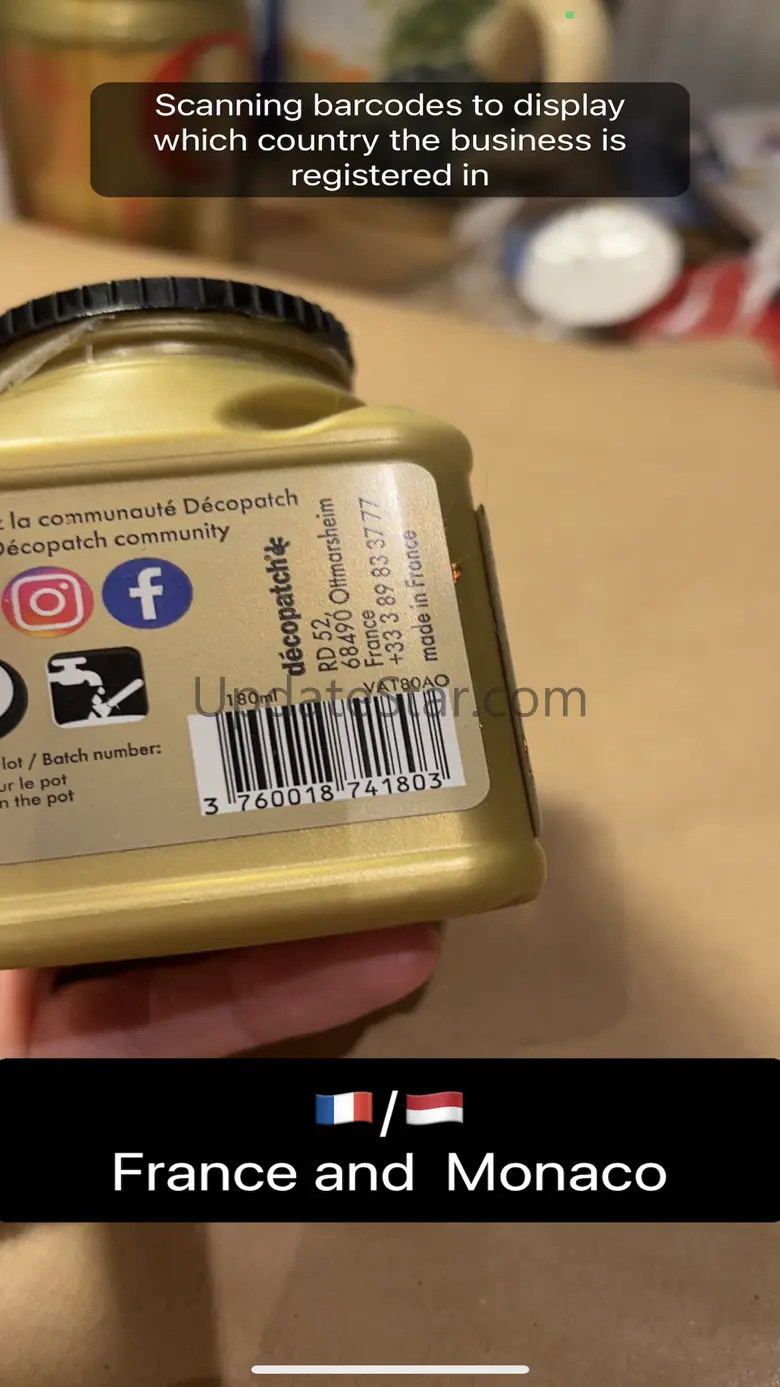 Scanning barcodes to display
which country the business is
registered in
la communauté Décopatch
Décopatch community
décopatch
RD 52,
68490 Ottmarsheim
France
+33 3 89 83 37 77
made in France
180ml
VAT80AO
UpdateStar.com
lot / Batch number:
ur le pot
n the pot
3 760018 741803
France and Monaco